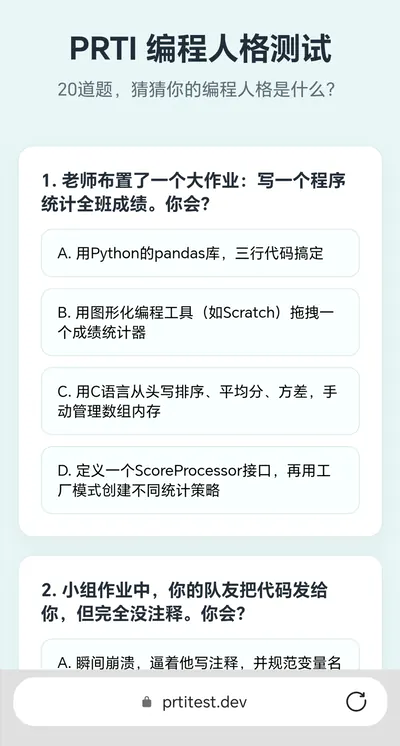 PRTI 编程人格测试
20道题，猜猜你的编程人格是什么？
1. 老师布置了一个大作业：写一个程序
统计全班成绩。你会？
A. 用Python的pandas库，三行代码搞定
B. 用图形化编程工具（如Scratch）拖拽一
个成绩统计器
C. 用C语言从头写排序、平均分、方差，手
动管理数组内存
D. 定义一个ScoreProcessor接口，再用工
厂模式创建不同统计策略
2. 小组作业中，你的队友把代码发给
你，但完全没注释。你会？
A. 瞬间崩溃，逼着他写注释，并规范变量名
prtitest.dev